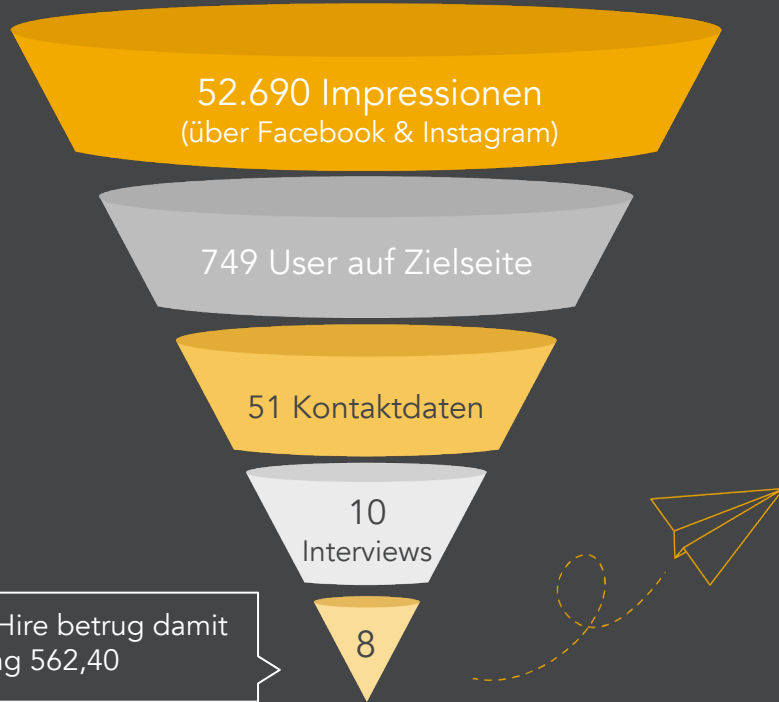 52.690 Impressionen
(über Facebook & Instagram)
749 User auf Zielseite
51 Kontaktdaten
10
Interviews
8
Hire betrug damit
562,40